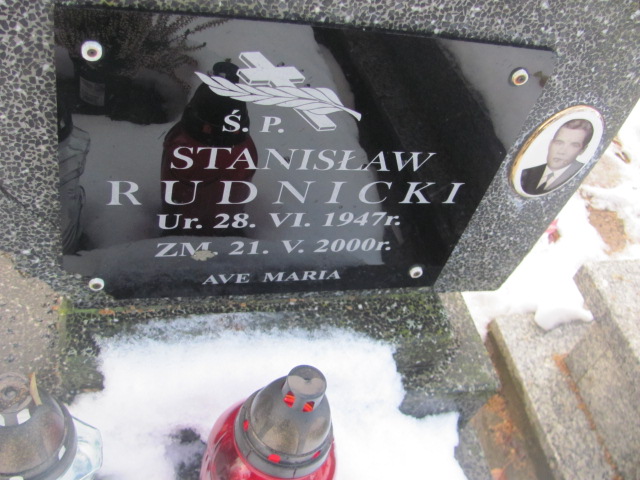 Ś. P.
STANISŁAW
RUDNICKI
Ur. 28. VI. 1947r.
ZM. 21. V. 2000r.
AVE MARIA